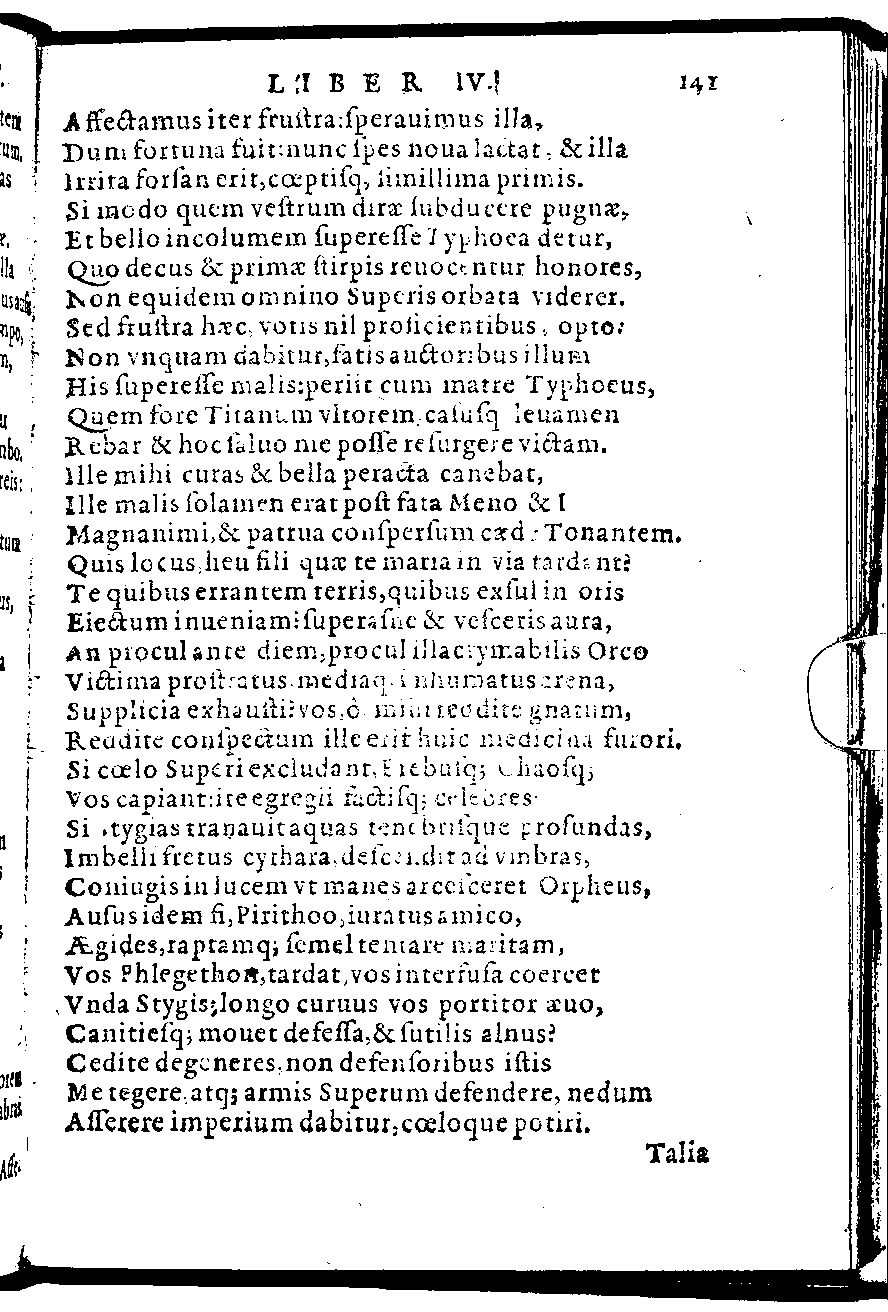 LIBER IV. 141
Affectamus iter frustra:sperauimus illa,
Dum fortuna fuit:nunc spes noua lactat, & illa
Irrita forsan erit,cœptisq, simillima primis.
Si modo quem vestrum diræ subducere pugnæ,
Et bello incolumem superesse Typhoea detur,
Quo decus & primæ stirpis reuocentur honores,
Non equidem omnino Superis orbata viderer.
Sed frustra hæc, votis nil proficientibus, opto:
Non vnquam dabitur,fatis auctoribus illum
His superesse malis:periit cum matre Typhoeus,
Quem fore Titanum vltorem, casusq leuamen
Rebar & hoc saluo me posse resurgere victam.
Ille mihi curas & bella peracta canebat,
Ille malis solamen erat post fata Meno & I
Magnanimi,& patrua conspersum cæde Tonantem.
Quis locus,heu fili quæ te maria in via tardant?
Te quibus errantem terris,quibus exsul in oris
Eiectum inueniam?superasne & vesceris aura,
An procul ante diem,procul illacrymabilis Orco
Victima prostratus mediaq. inhumatus arena,
Supplicia exhausti?vos,ô mihi reddite gnatum,
Reddite conspectum ille erit huic medicina furori.
Si cœlo Superi excludant, Erebusq; Chaosq;
Vos capiant:ite egregii factisq; celebres
Si Stygias tranauit aquas tenebrisque profundas,
Imbelli fretus cythara,descendit ad vmbras,
Coniugis in lucem vt manes arcesceret Orpheus,
Ausus idem si,Pirithoo,iuratus amico,
Ægides,raptamq; semel tentare maritam,
Vos Phlegethon,tardat,vos interfusa coercet
Vnda Stygis;longo curuus vos portitor æuo,
Canitiesq; mouet defessa,& sutilis alnus?
Cedite degeneres,non defensoribus istis
Me tegere,atq; armis Superum defendere, nedum
Asserere imperium dabitur,cœloque potiri.
Talia